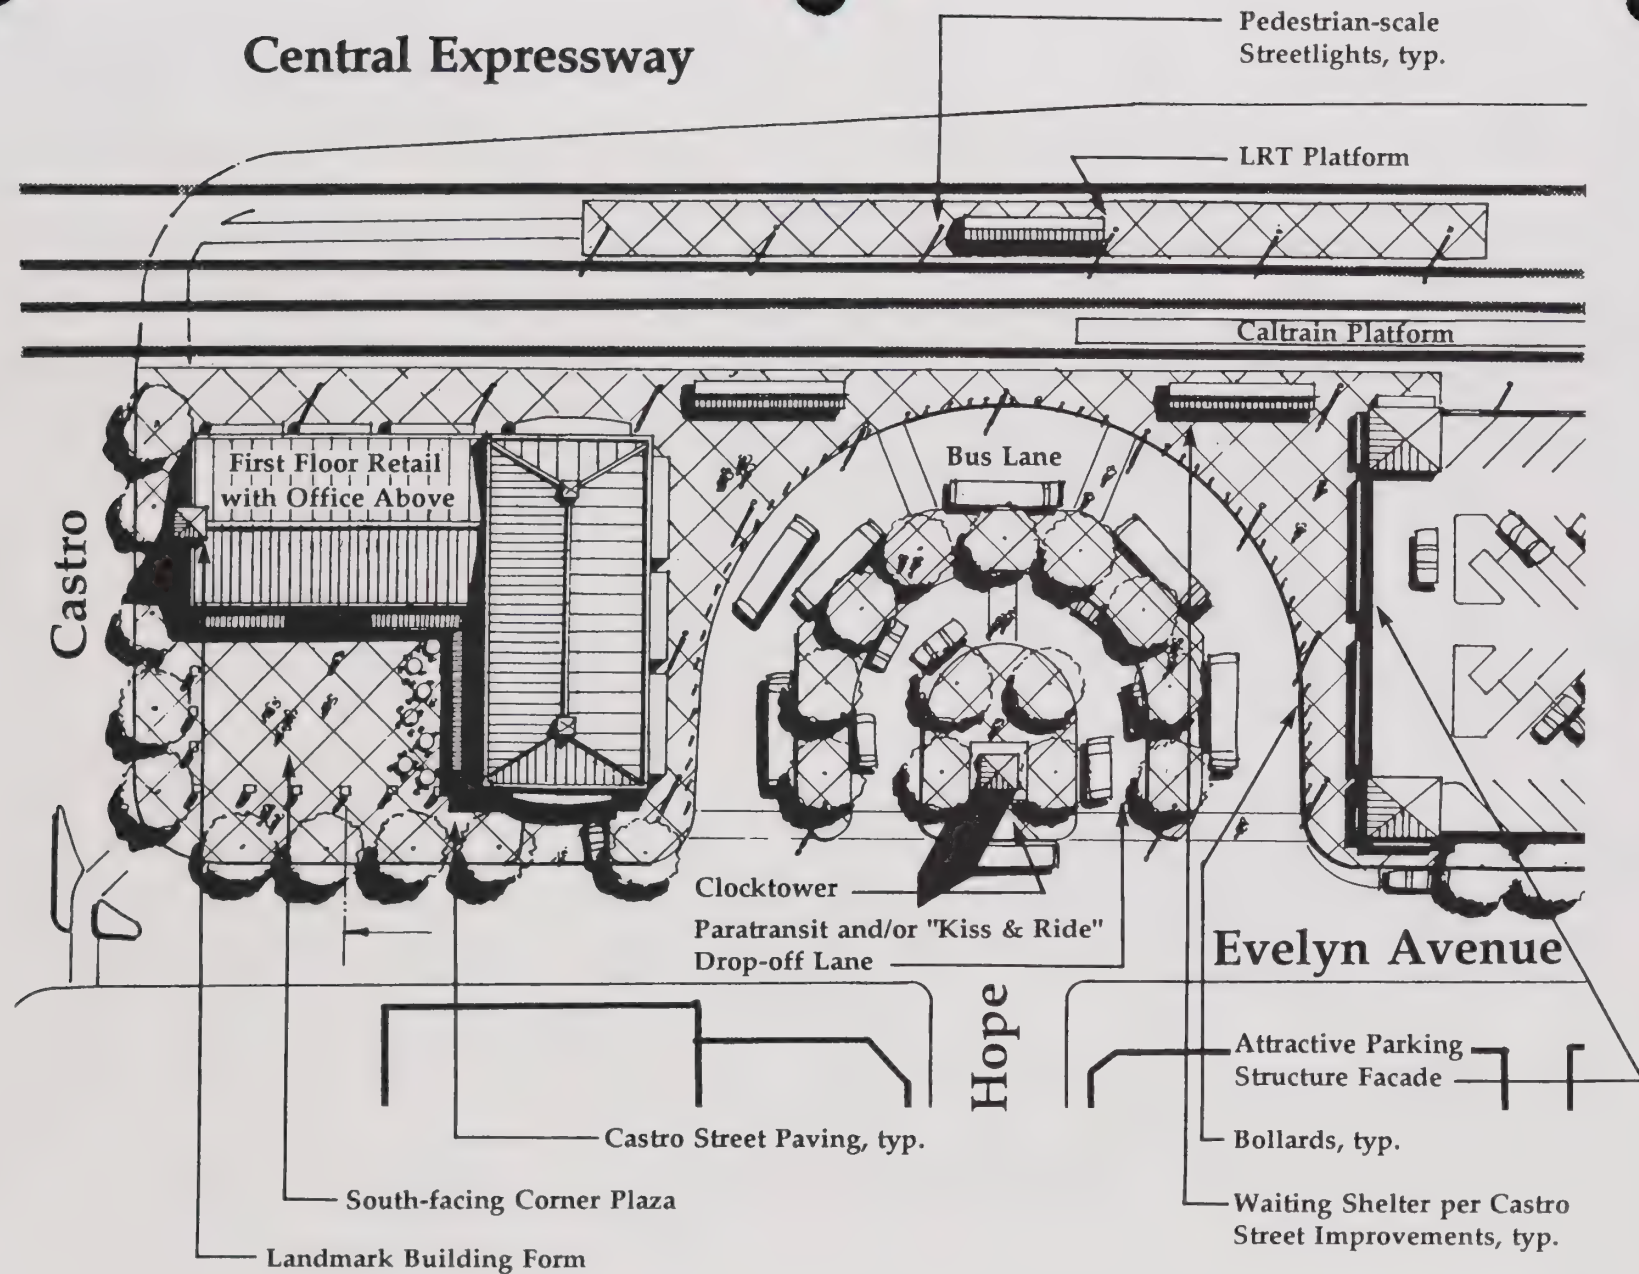 Central Expressway
Pedestrian-scale
Streetlights, typ.
LRT Platform
Caltrain Platform
First Floor Retail
with Office Above
Bus Lane
Castro
Clocktower
Paratransit and/or "Kiss & Ride"
Drop-off Lane
Evelyn Avenue
Hope
Attractive Parking
Structure Facade
Castro Street Paving, typ.
Bollards, typ.
South-facing Corner Plaza
Waiting Shelter per Castro
Street Improvements, typ.
Landmark Building Form